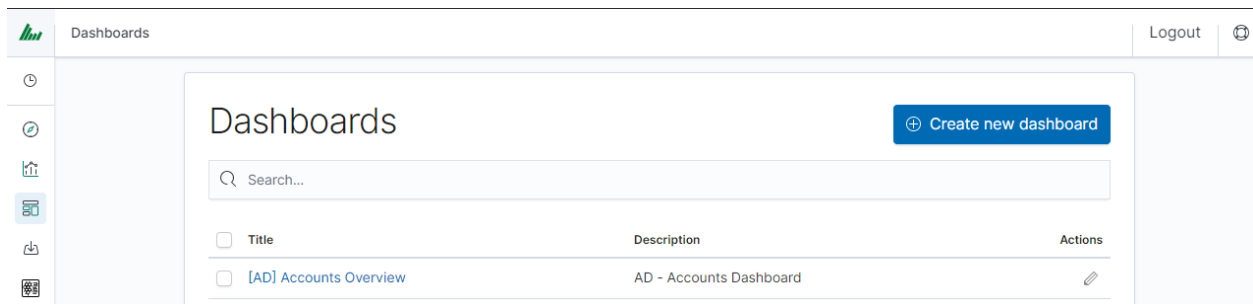 Dashboards
Logout
Dashboards
Create new dashboard
Search...
Title Description Actions
[AD] Accounts Overview AD - Accounts Dashboard